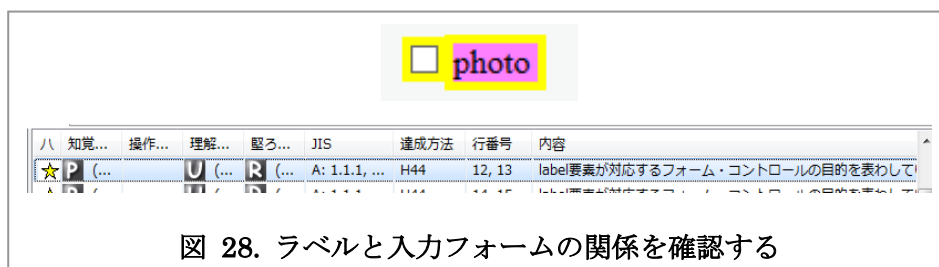 photo
ハ 知覚... 操作... 理解... 堅ろ... JIS 達成方法 行番号 内容
P (... U (... R (... A: 1.1.1, ... H44 12, 13 label要素が対応するフォーム・コントロールの目的を表わして
図 28. ラベルと入力フォームの関係を確認する